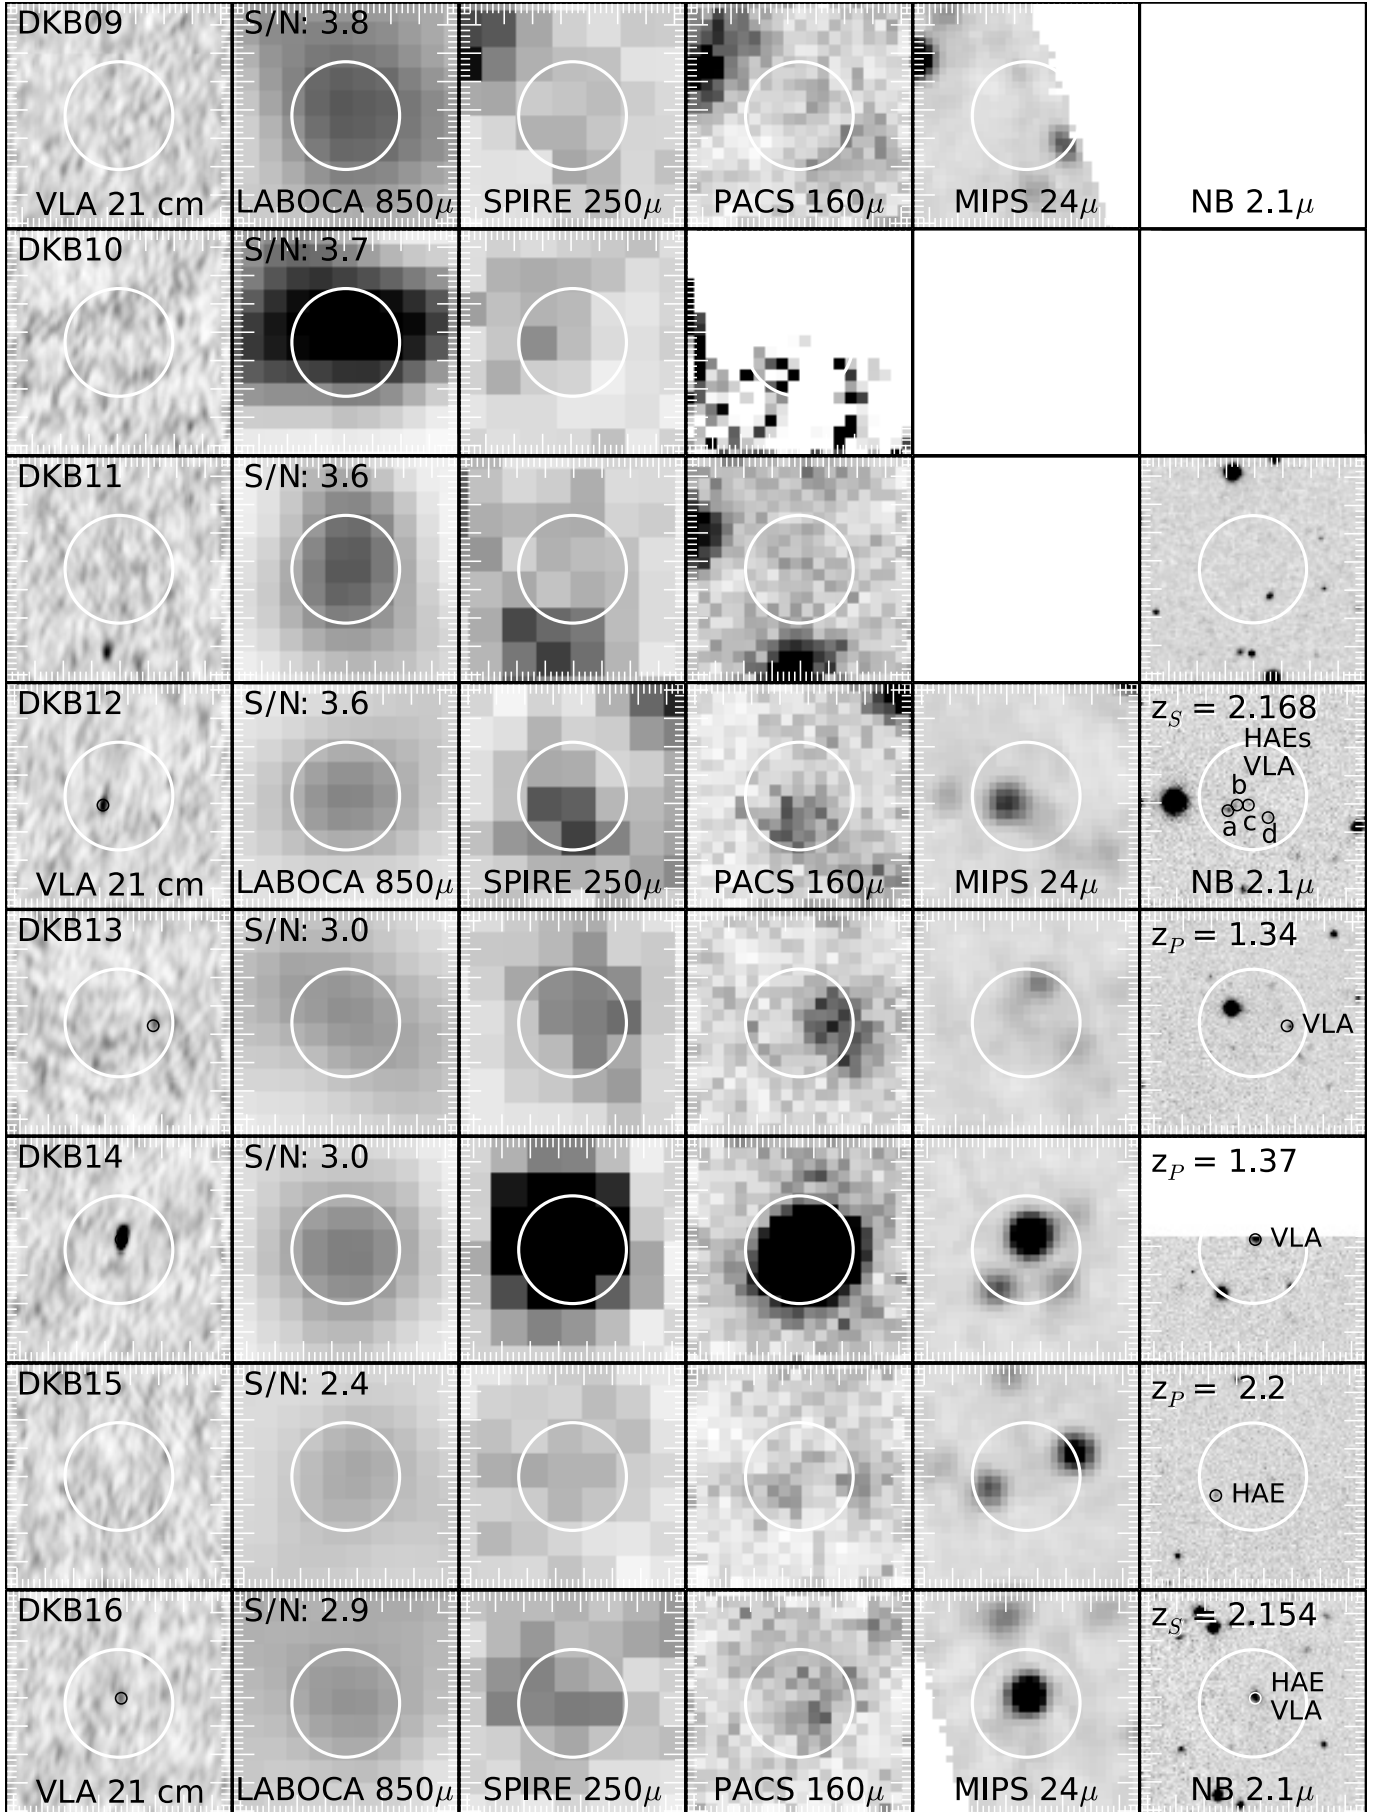 DKB09
S/N: 3.8
VLA 21 cm
LABOCA 850μ
SPIRE 250μ
PACS 160μ
MIPS 24μ
NB 2.1μ
DKB10
S/N: 3.7
DKB11
S/N: 3.6
DKB12
S/N: 3.6
z_S = 2.168
HAEs
VLA
b
a
c
d
VLA 21 cm
LABOCA 850μ
SPIRE 250μ
PACS 160μ
MIPS 24μ
NB 2.1μ
DKB13
S/N: 3.0
z_P = 1.34
VLA
DKB14
S/N: 3.0
z_P = 1.37
VLA
DKB15
S/N: 2.4
z_P = 2.2
HAE
DKB16
S/N: 2.9
z_S = 2.154
HAE
VLA
VLA 21 cm
LABOCA 850μ
SPIRE 250μ
PACS 160μ
MIPS 24μ
NB 2.1μ